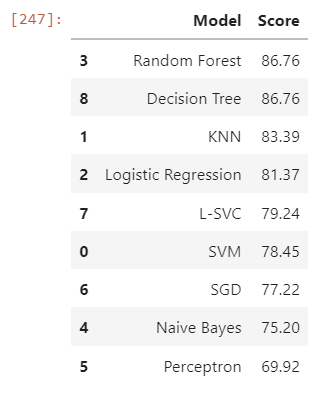 [247]: Model Score
3 Random Forest 86.76
8 Decision Tree 86.76
1 KNN 83.39
2 Logistic Regression 81.37
7 L-SVC 79.24
0 SVM 78.45
6 SGD 77.22
4 Naive Bayes 75.20
5 Perceptron 69.92